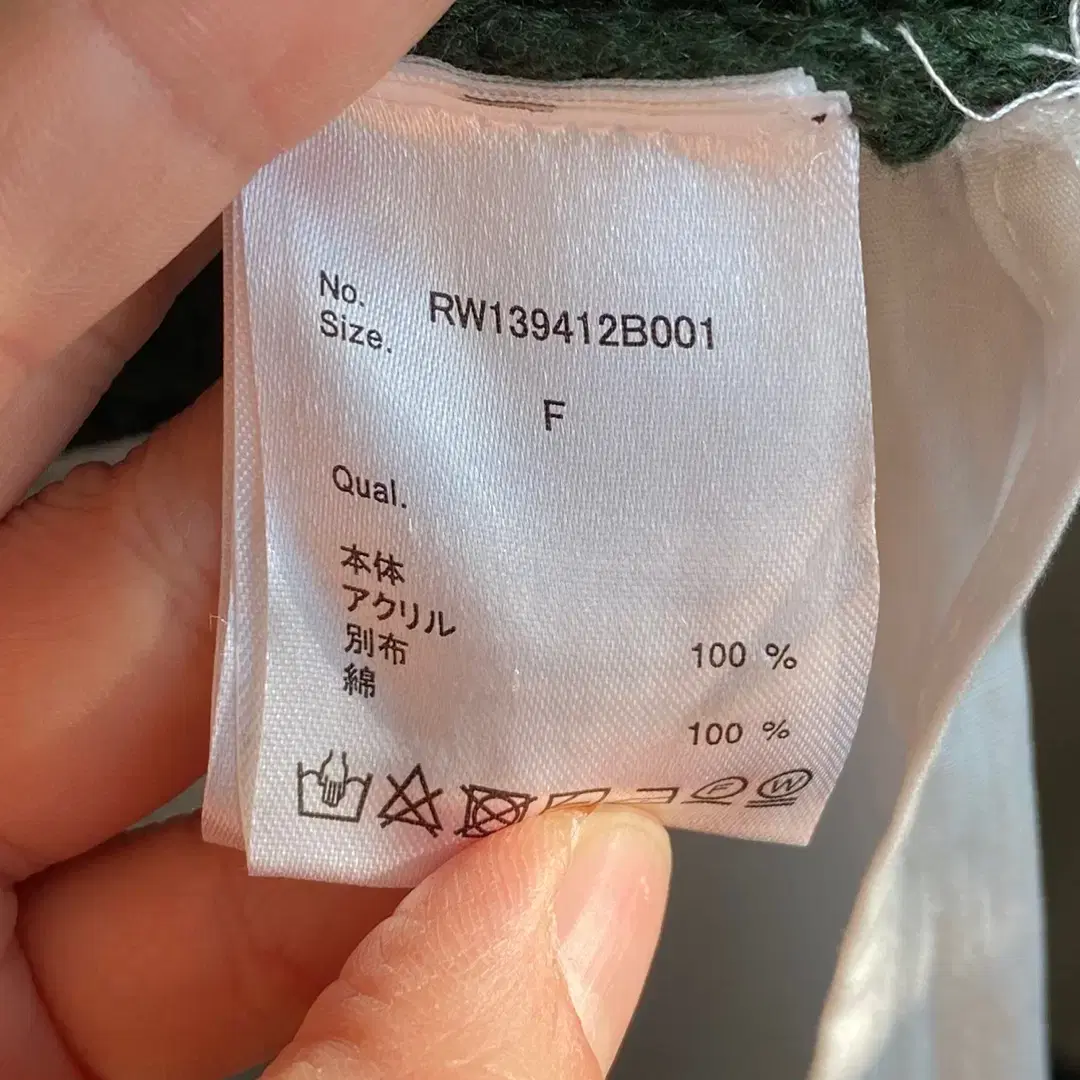 No. RW139412B001
Size.
F
Qual.
本体
アクリル 100 %
別布
綿 100 %
F W